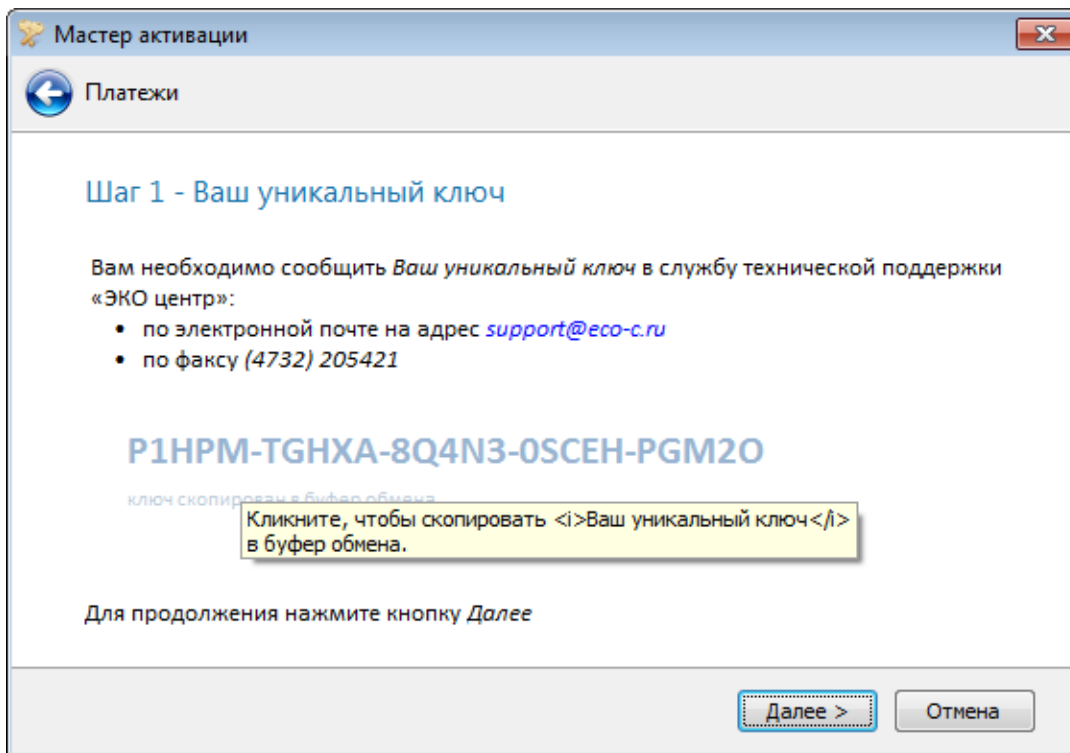 Мастер активации
Платежи
Шаг 1 - Ваш уникальный ключ
Вам необходимо сообщить Ваш уникальный ключ в службу технической поддержки
«ЭКО центр»:
• по электронной почте на адрес support@eco-c.ru
• по факсу (4732) 205421
P1HPM-TGHXA-8Q4N3-0SCEH-PGM2O
ключ скопирован в буфер обмена
Кликните, чтобы скопировать <i>Ваш уникальный ключ</i>
в буфер обмена.
Для продолжения нажмите кнопку Далее
Далее >
Отмена